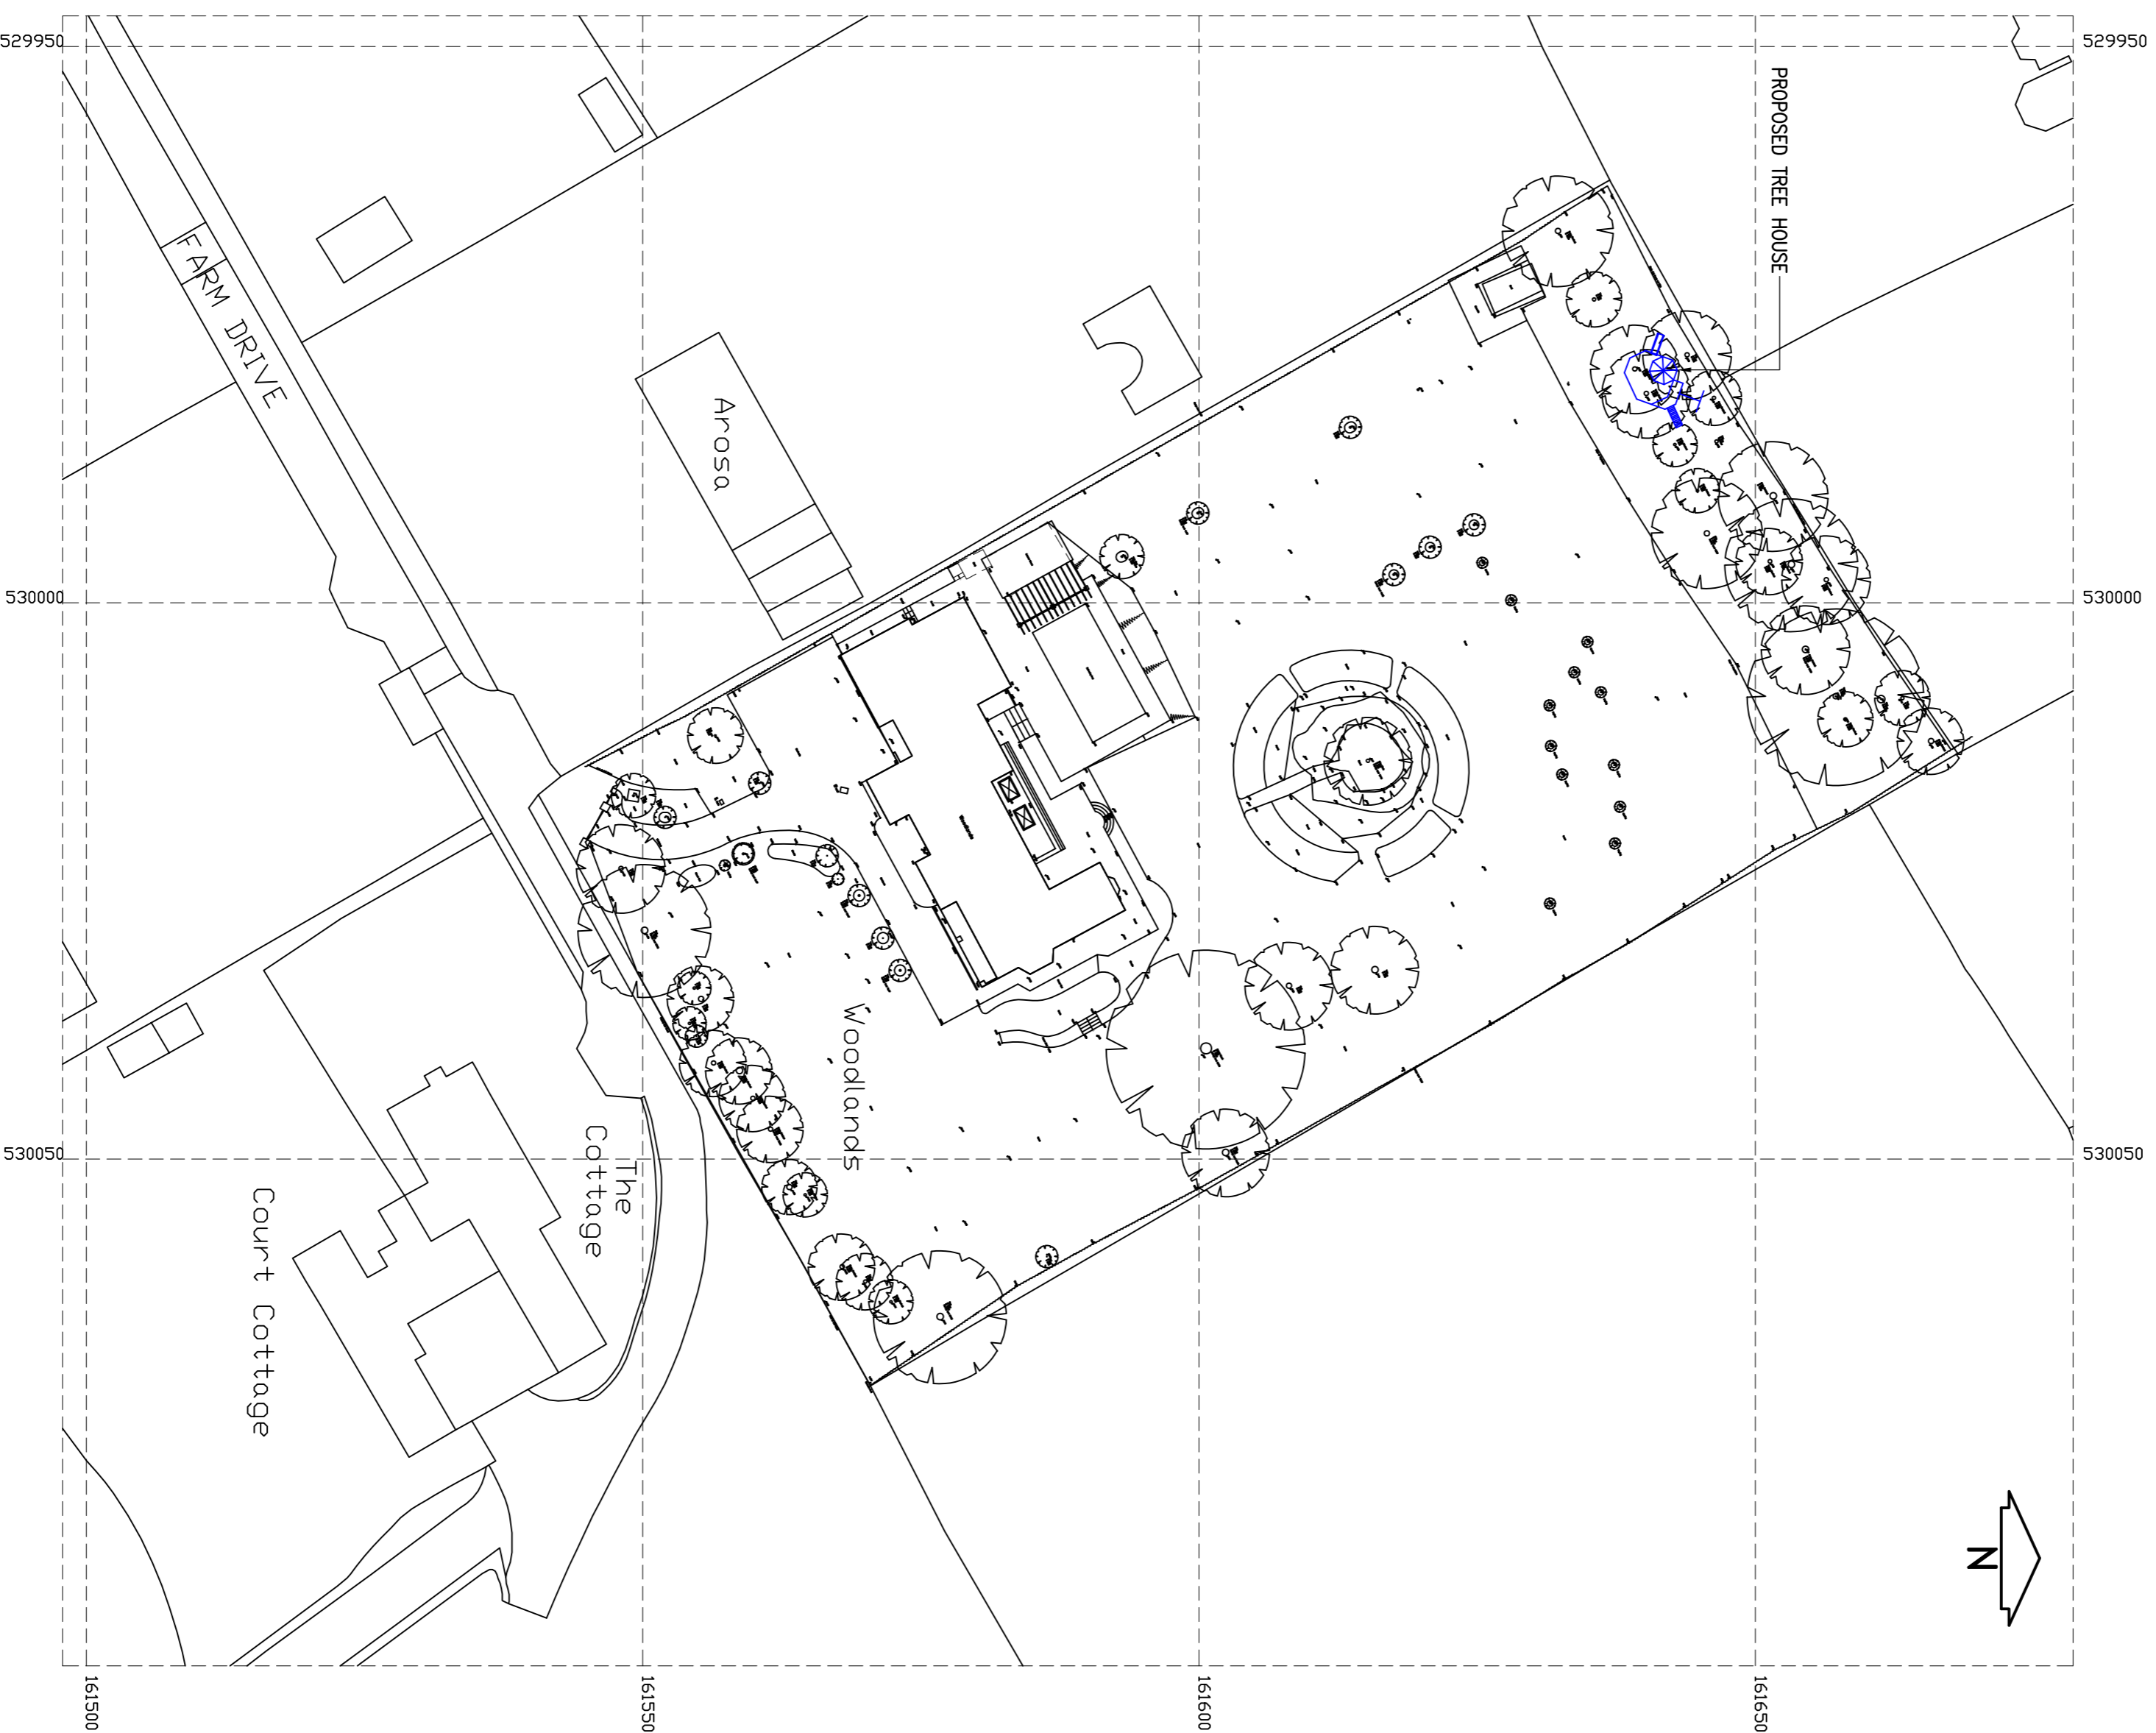 529950
529950
PROPOSED TREE HOUSE
FARM DRIVE
Arosa
530000
530000
Woodlands
530050
530050
The
Cottage
Court Cottage
N
161500
161550
161600
161650